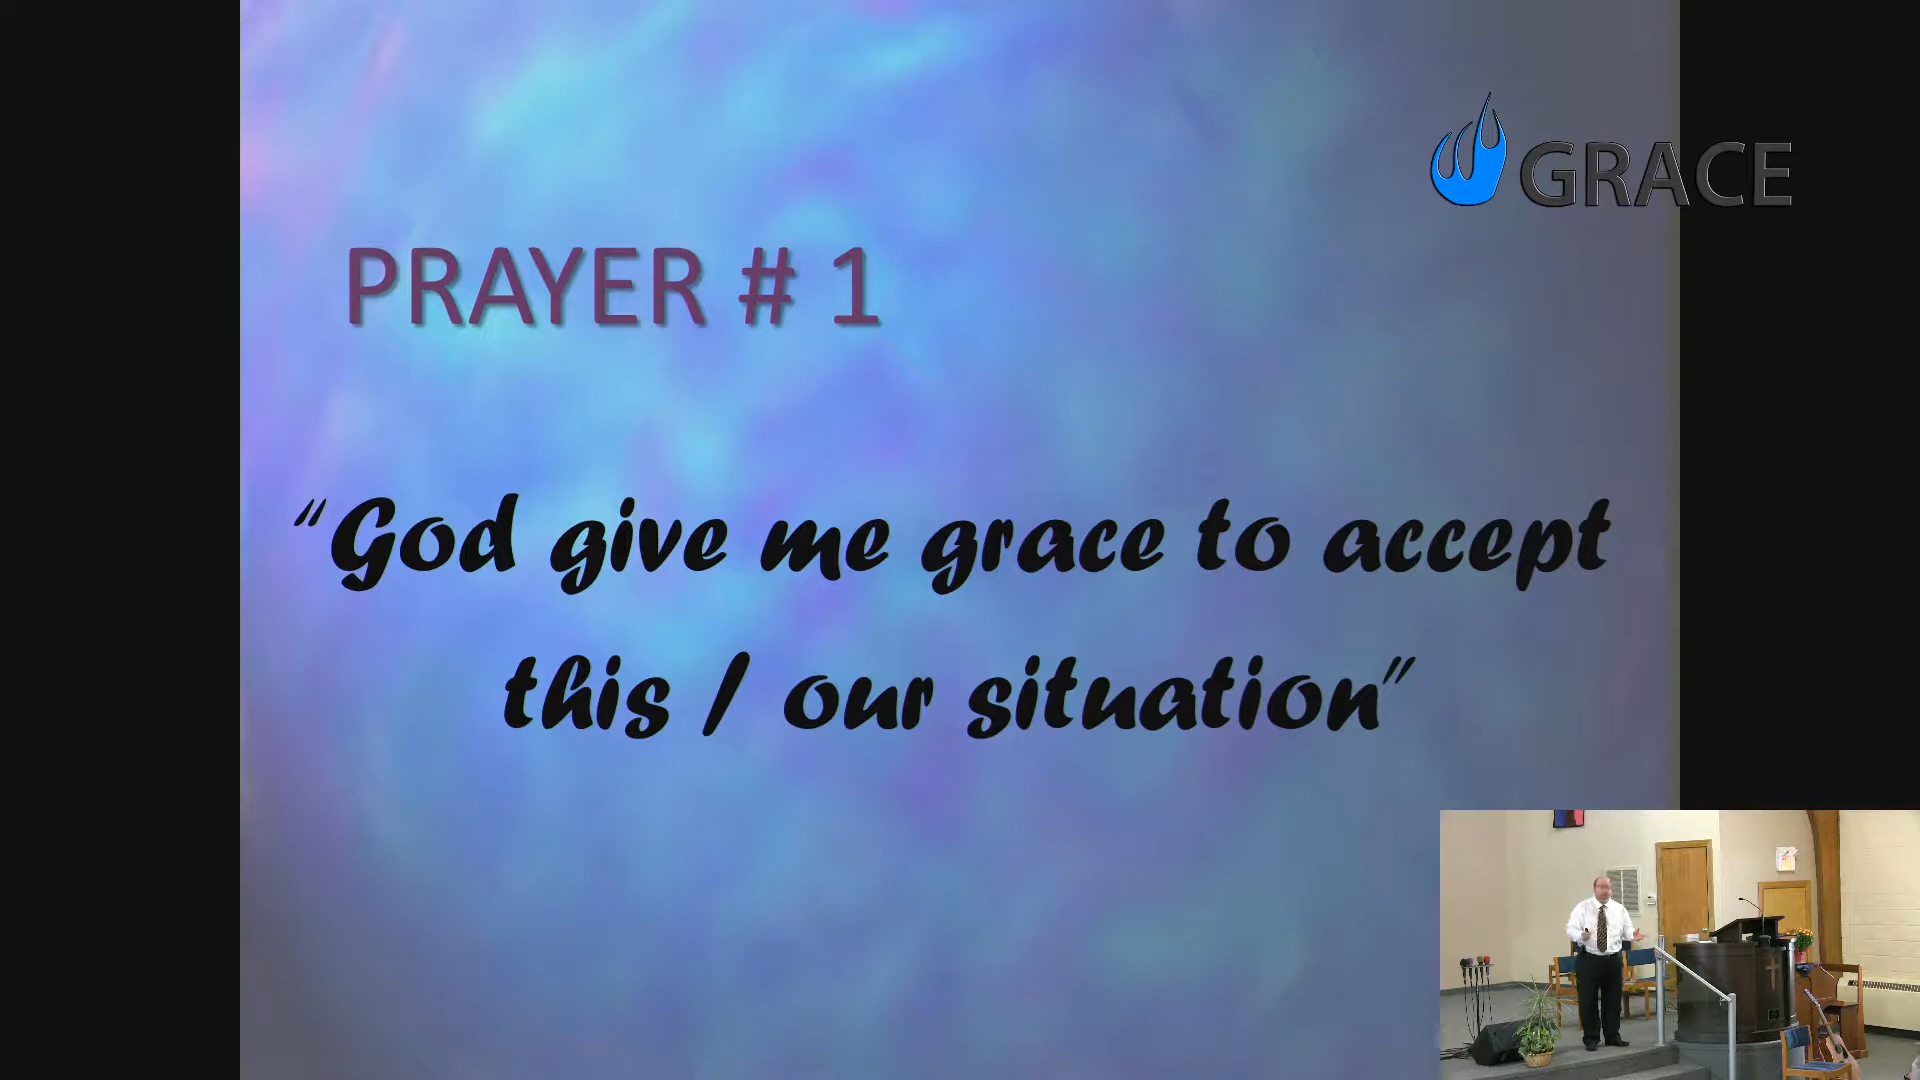 GRACE
PRAYER # 1
“God give me grace to accept
this / our situation”